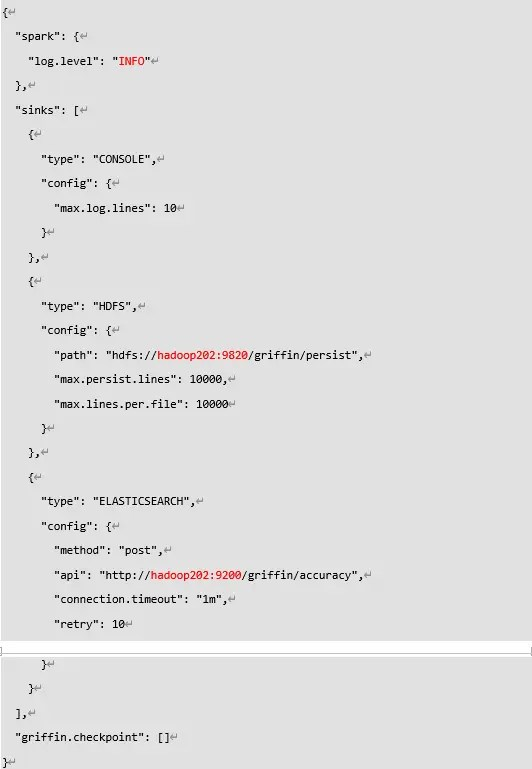 {
  "spark": {
    "log.level": "INFO"
  },
  "sinks": [
    {
      "type": "CONSOLE",
      "config": {
        "max.log.lines": 10
      }
    },
    {
      "type": "HDFS",
      "config": {
        "path": "hdfs://hadoop202:9820/griffin/persist",
        "max.persist.lines": 10000,
        "max.lines.per.file": 10000
      }
    },
    {
      "type": "ELASTICSEARCH",
      "config": {
        "method": "post",
        "api": "http://hadoop202:9200/griffin/accuracy",
        "connection.timeout": "1m",
        "retry": 10
      }
    }
  ],
  "griffin.checkpoint": []
}